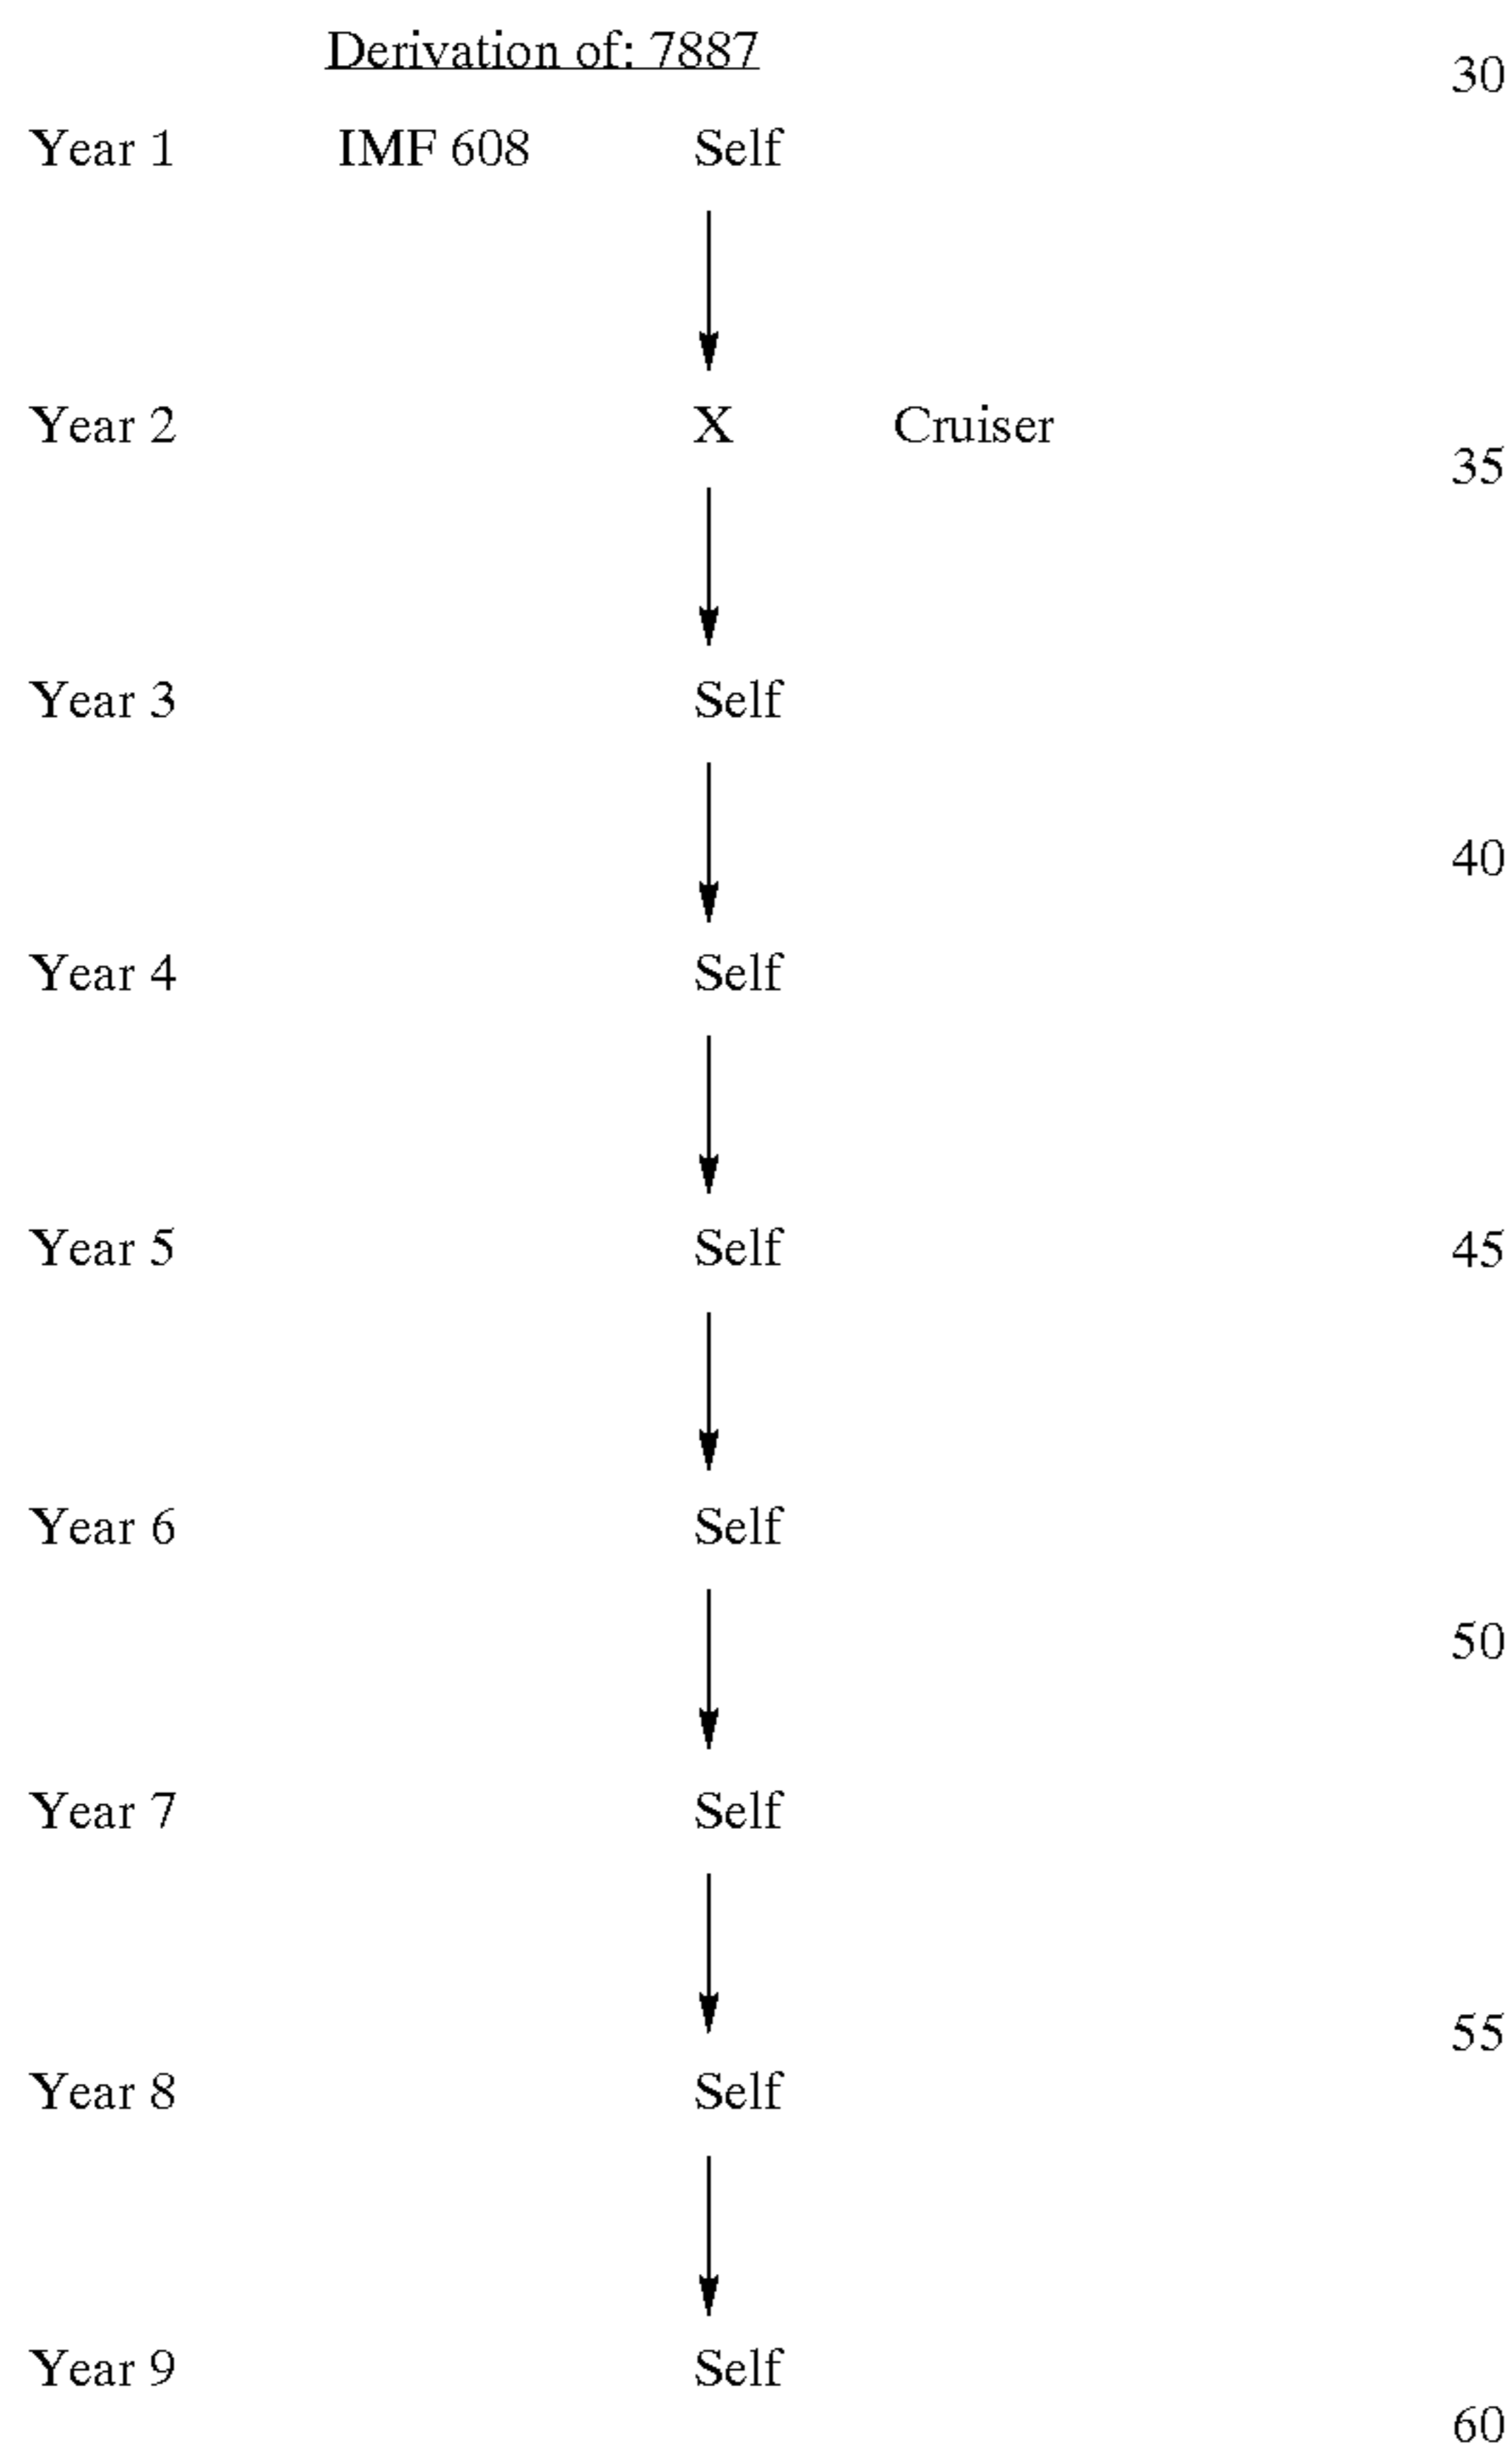 Derivation of: 7887
30
Year 1 IMF 608 Self
Year 2 X Cruiser
35
Year 3 Self
40
Year 4 Self
Year 5 Self
45
Year 6 Self
50
Year 7 Self
55
Year 8 Self
Year 9 Self
60